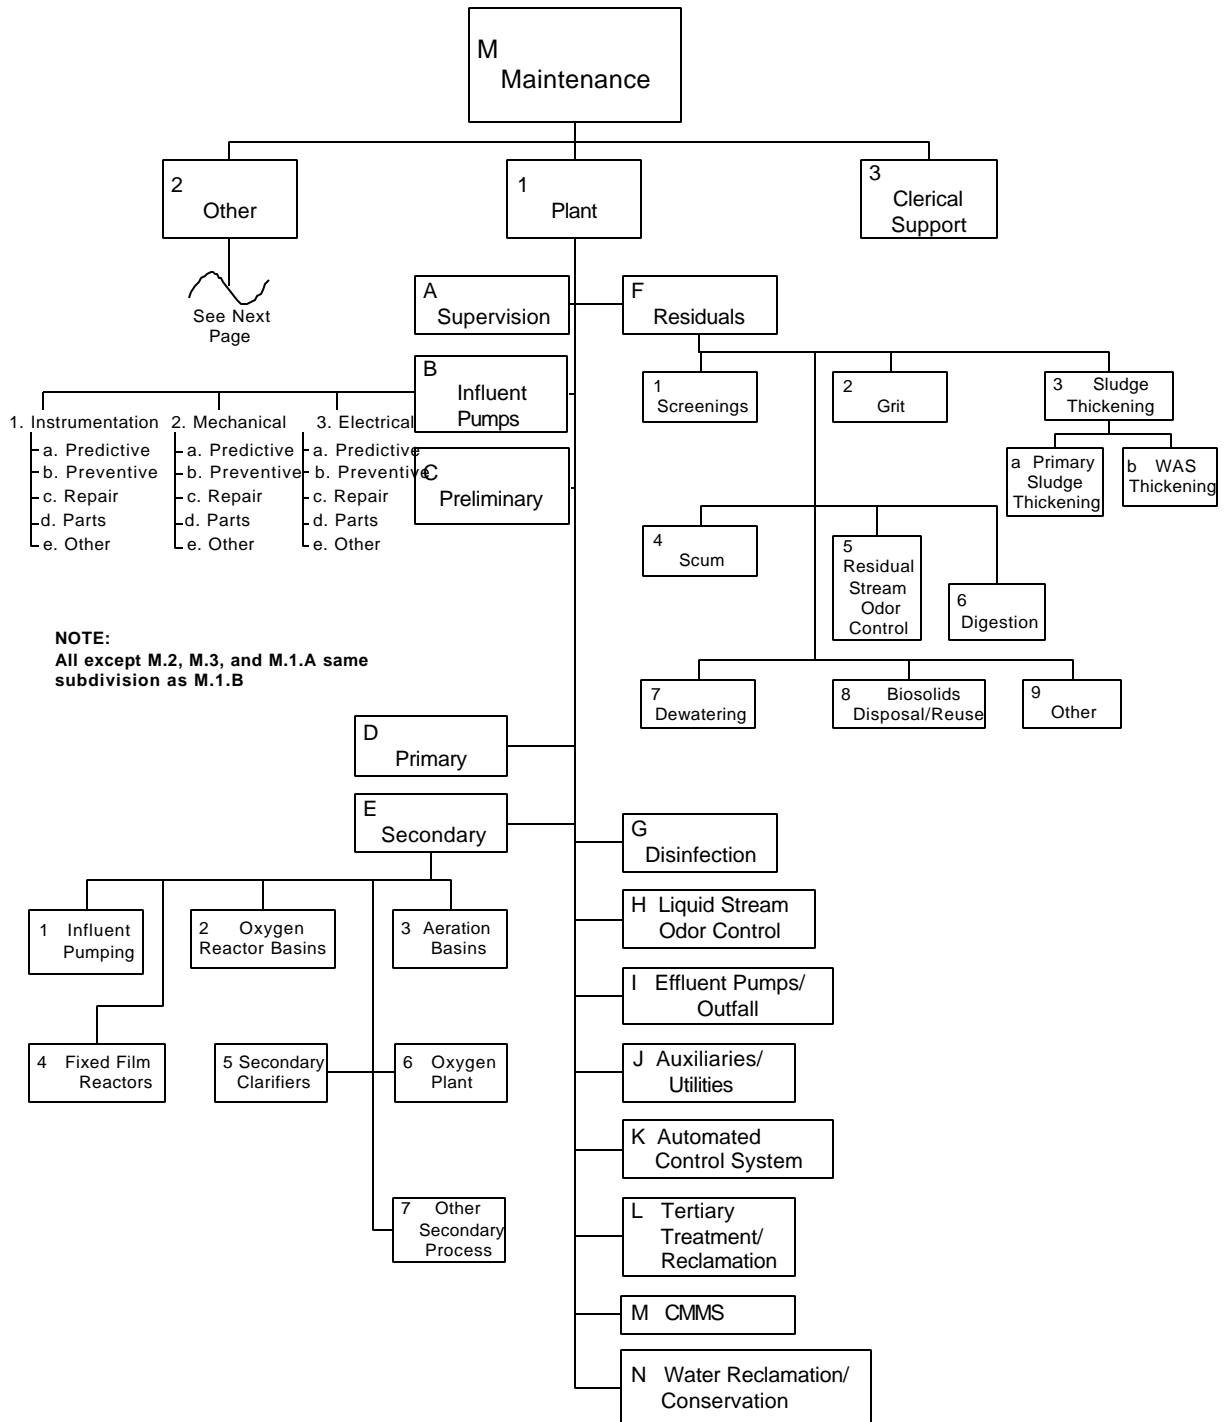 M
Maintenance
2
Other
1
Plant
3
Clerical
Support
See Next
Page
A
Supervision
F
Residuals
B
Influent
Pumps
1. Instrumentation
a. Predictive
b. Preventive
c. Repair
d. Parts
e. Other
2. Mechanical
a. Predictive
b. Preventive
c. Repair
d. Parts
e. Other
3. Electrical
a. Predictive
b. Preventive
c. Repair
d. Parts
e. Other
C
Preliminary
1
Screenings
2
Grit
3 Sludge
Thickening
a Primary
Sludge
Thickening
b WAS
Thickening
4
Scum
5
Residual
Stream
Odor
Control
6
Digestion
7
Dewatering
8 Biosolids
Disposal/Reuse
9
Other
NOTE:
All except M.2, M.3, and M.1.A same
subdivision as M.1.B
D
Primary
E
Secondary
1 Influent
Pumping
2 Oxygen
Reactor Basins
3 Aeration
Basins
4 Fixed Film
Reactors
5 Secondary
Clarifiers
6 Oxygen
Plant
7 Other
Secondary
Process
G
Disinfection
H Liquid Stream
Odor Control
I Effluent Pumps/
Outfall
J Auxiliaries/
Utilities
K Automated
Control System
L Tertiary
Treatment/
Reclamation
M CMMS
N Water Reclamation/
Conservation